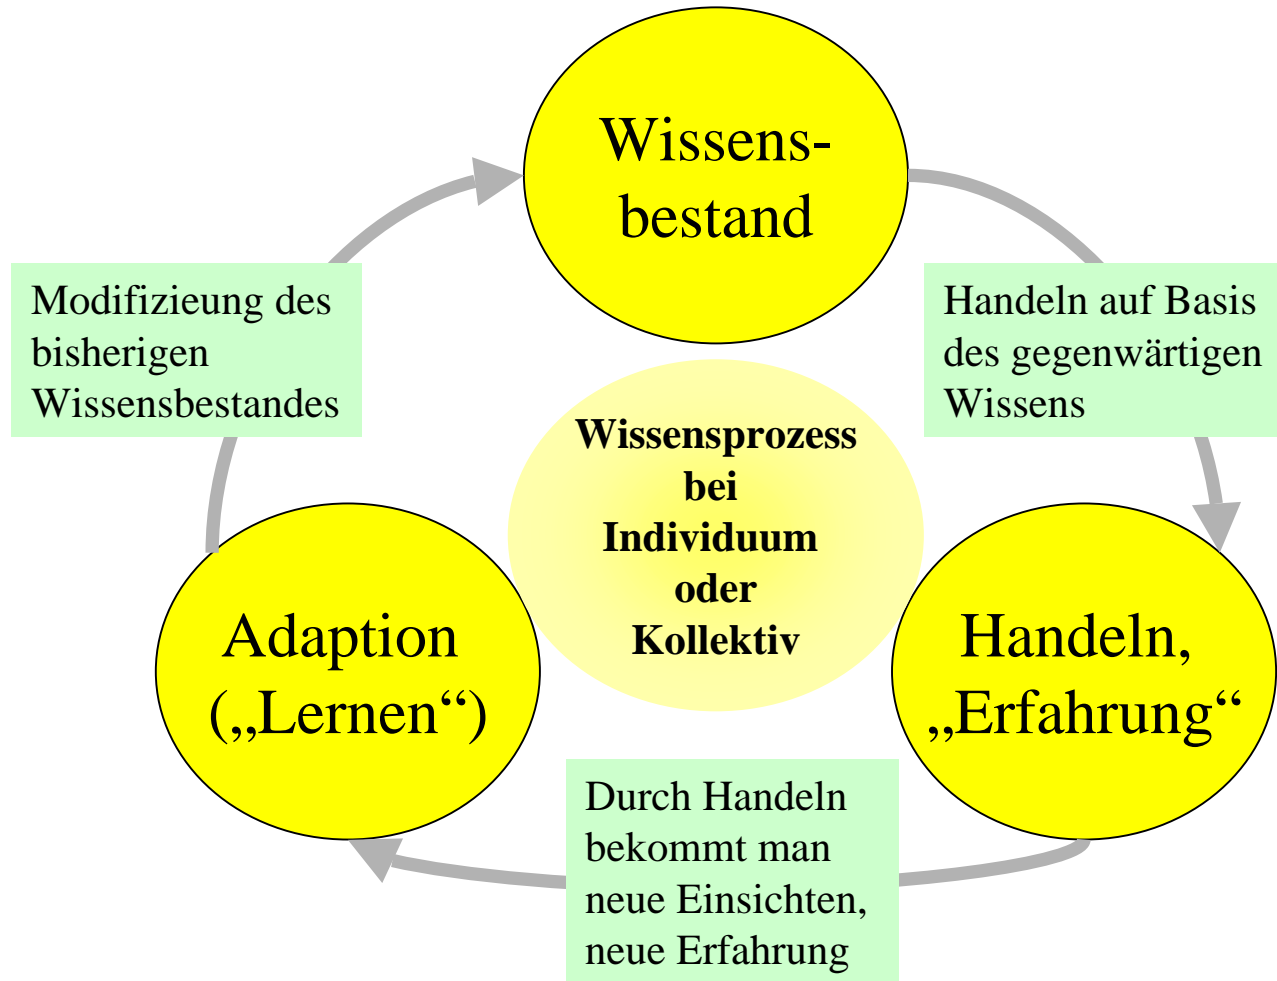 Wissens-
bestand
Modifizieung des
bisherigen
Wissensbestandes
Handeln auf Basis
des gegenwärtigen
Wissens
Wissensprozess
bei
Individuum
oder
Kollektiv
Adaption
(„Lernen“)
Handeln,
„Erfahrung“
Durch Handeln
bekommt man
neue Einsichten,
neue Erfahrung